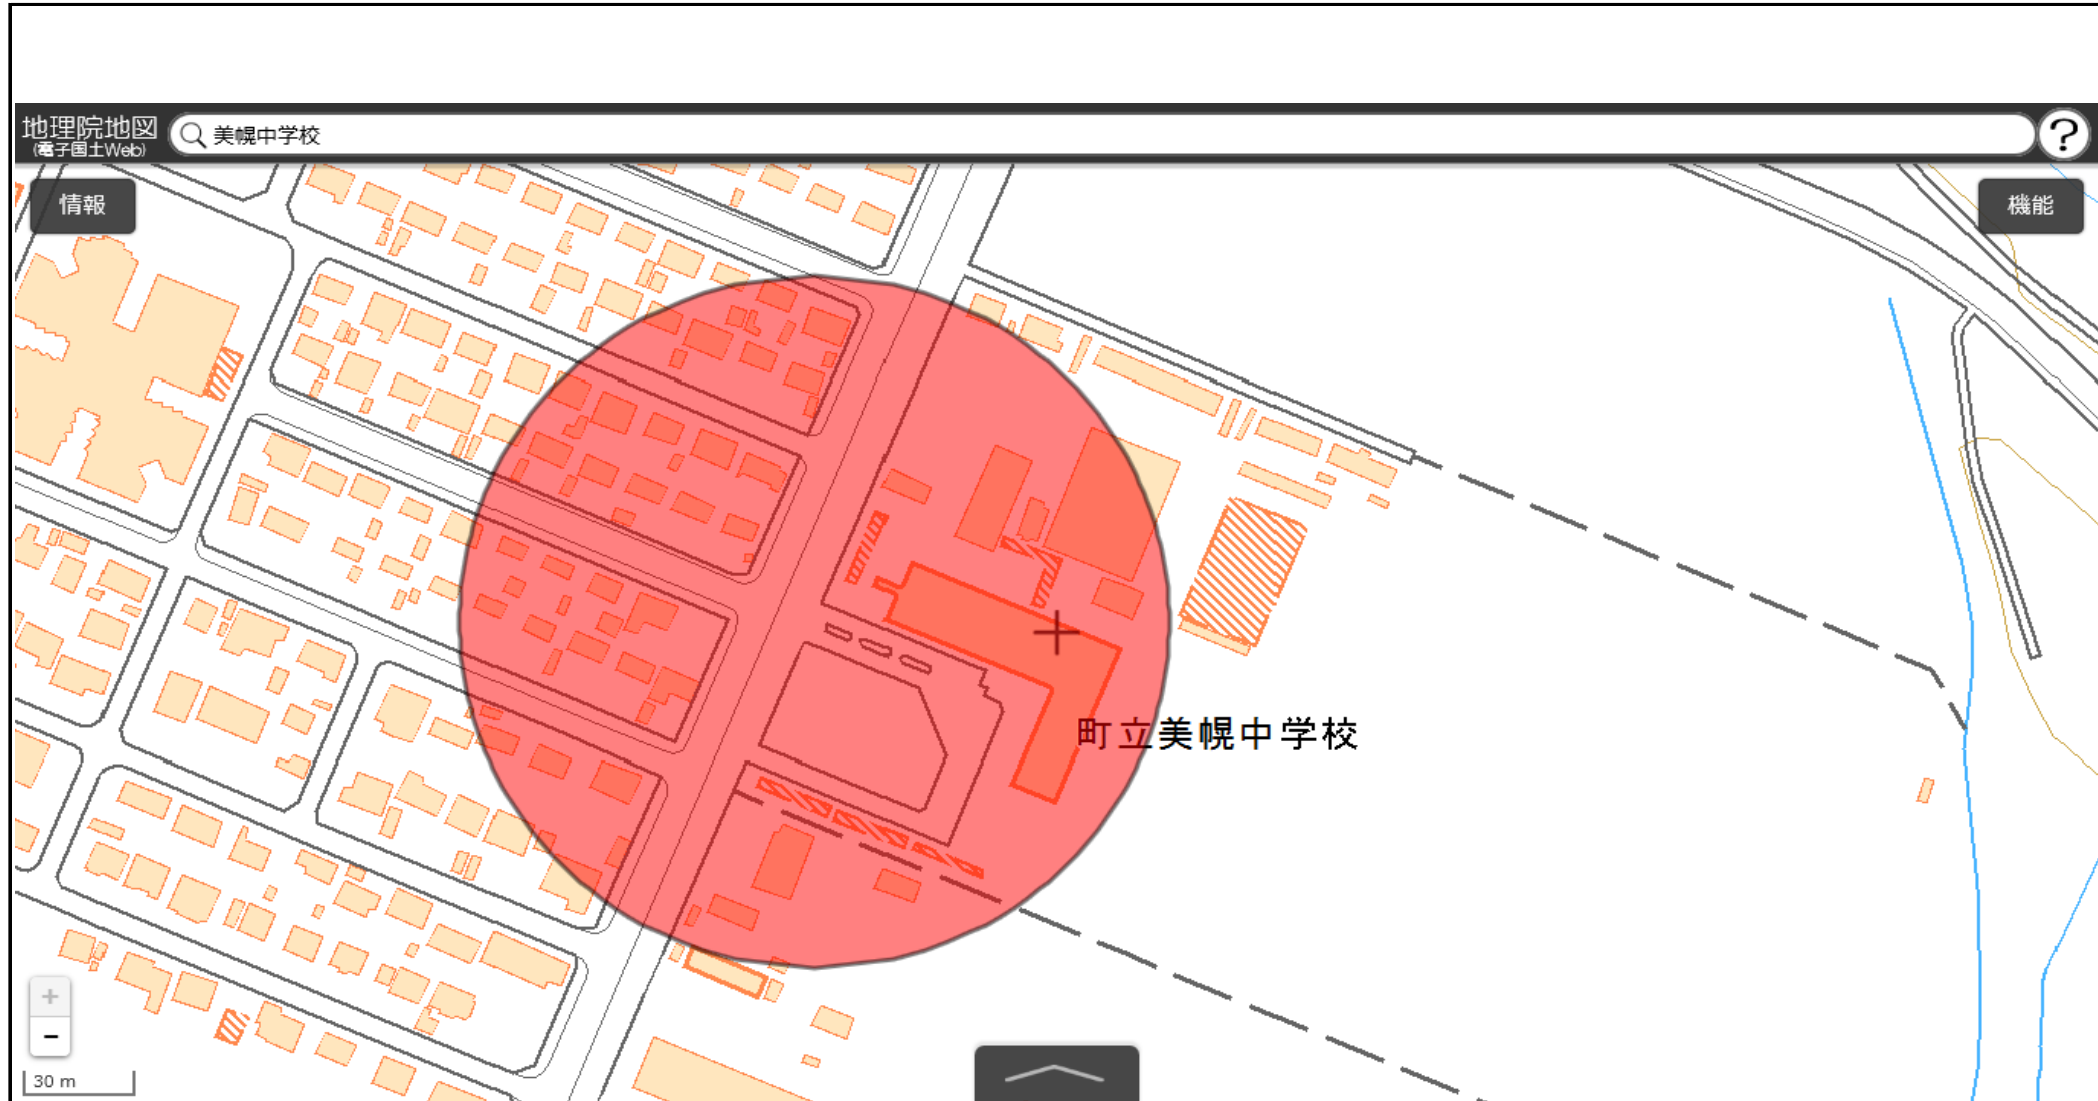 地理院地図
(電子国土Web)
美幌中学校
?
情報
機能
町立美幌中学校
+
-
30 m